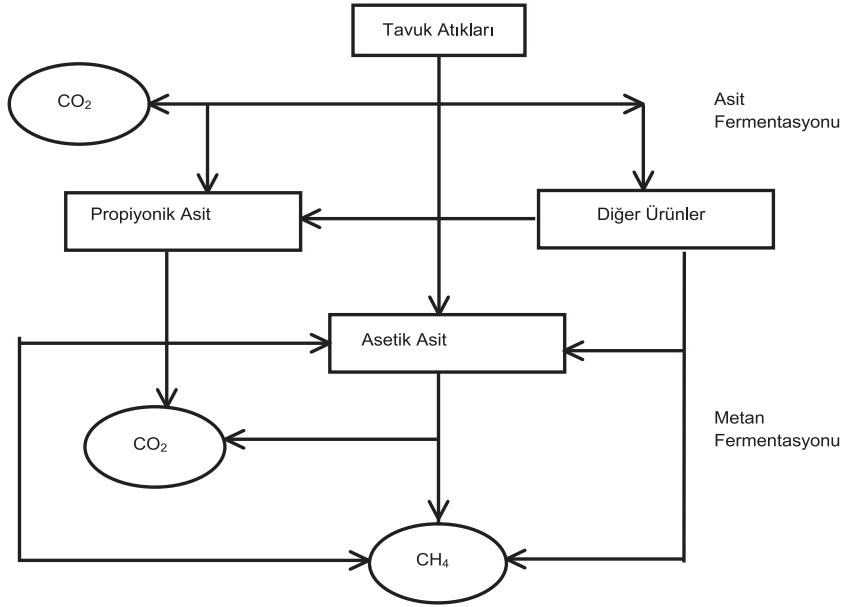 Tavuk Atıkları
CO₂
Asit
Fermentasyonu
Propiyonik Asit
Diğer Ürünler
Asetik Asit
CO₂
Metan
Fermentasyonu
CH₄